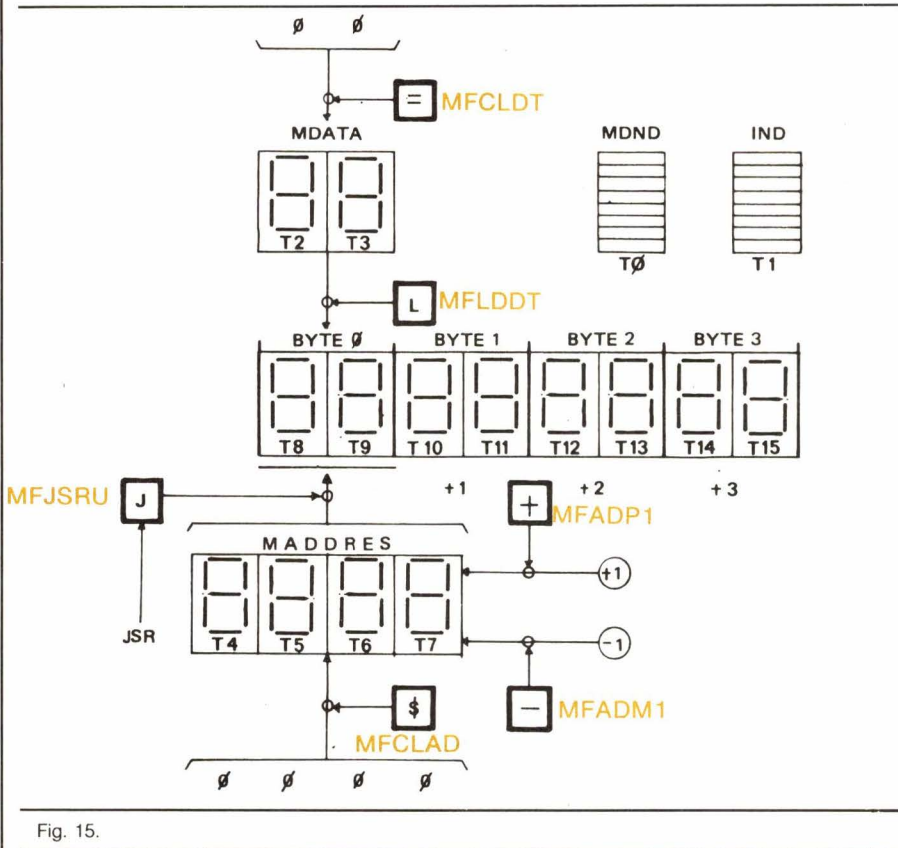 Ø Ø
= MFCLDT
MDATA MDND IND
T2 T3 TØ T1
L MFLDDT
BYTE Ø BYTE 1 BYTE 2 BYTE 3
T8 T9 T10 T11 T12 T13 T14 T15
+1 +2 +3
MFJSRU J + MFADP1
MADDRES
+1
JSR T4 T5 T6 T7 -1
$ - MFADM1
MFCLAD
Ø Ø Ø Ø
Fig. 15.